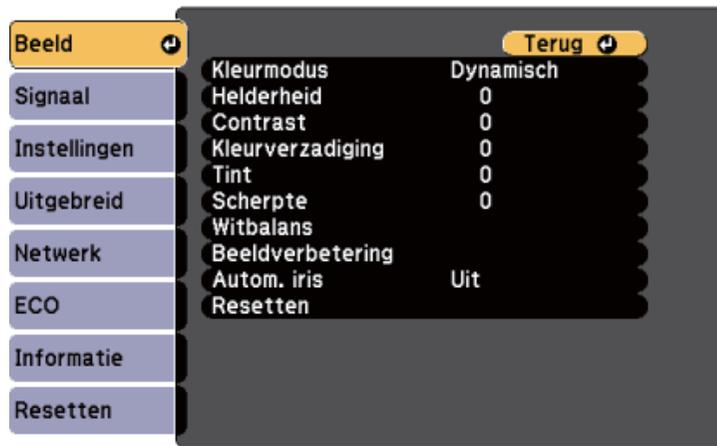 Beeld
Signaal
Instellingen
Uitgebreid
Netwerk
ECO
Informatie
Resetten
Terug
Kleurmodus Dynamisch
Helderheid 0
Contrast 0
Kleurverzadiging 0
Tint 0
Scherpte 0
Witbalans
Beeldverbetering
Autom. iris Uit
Resetten